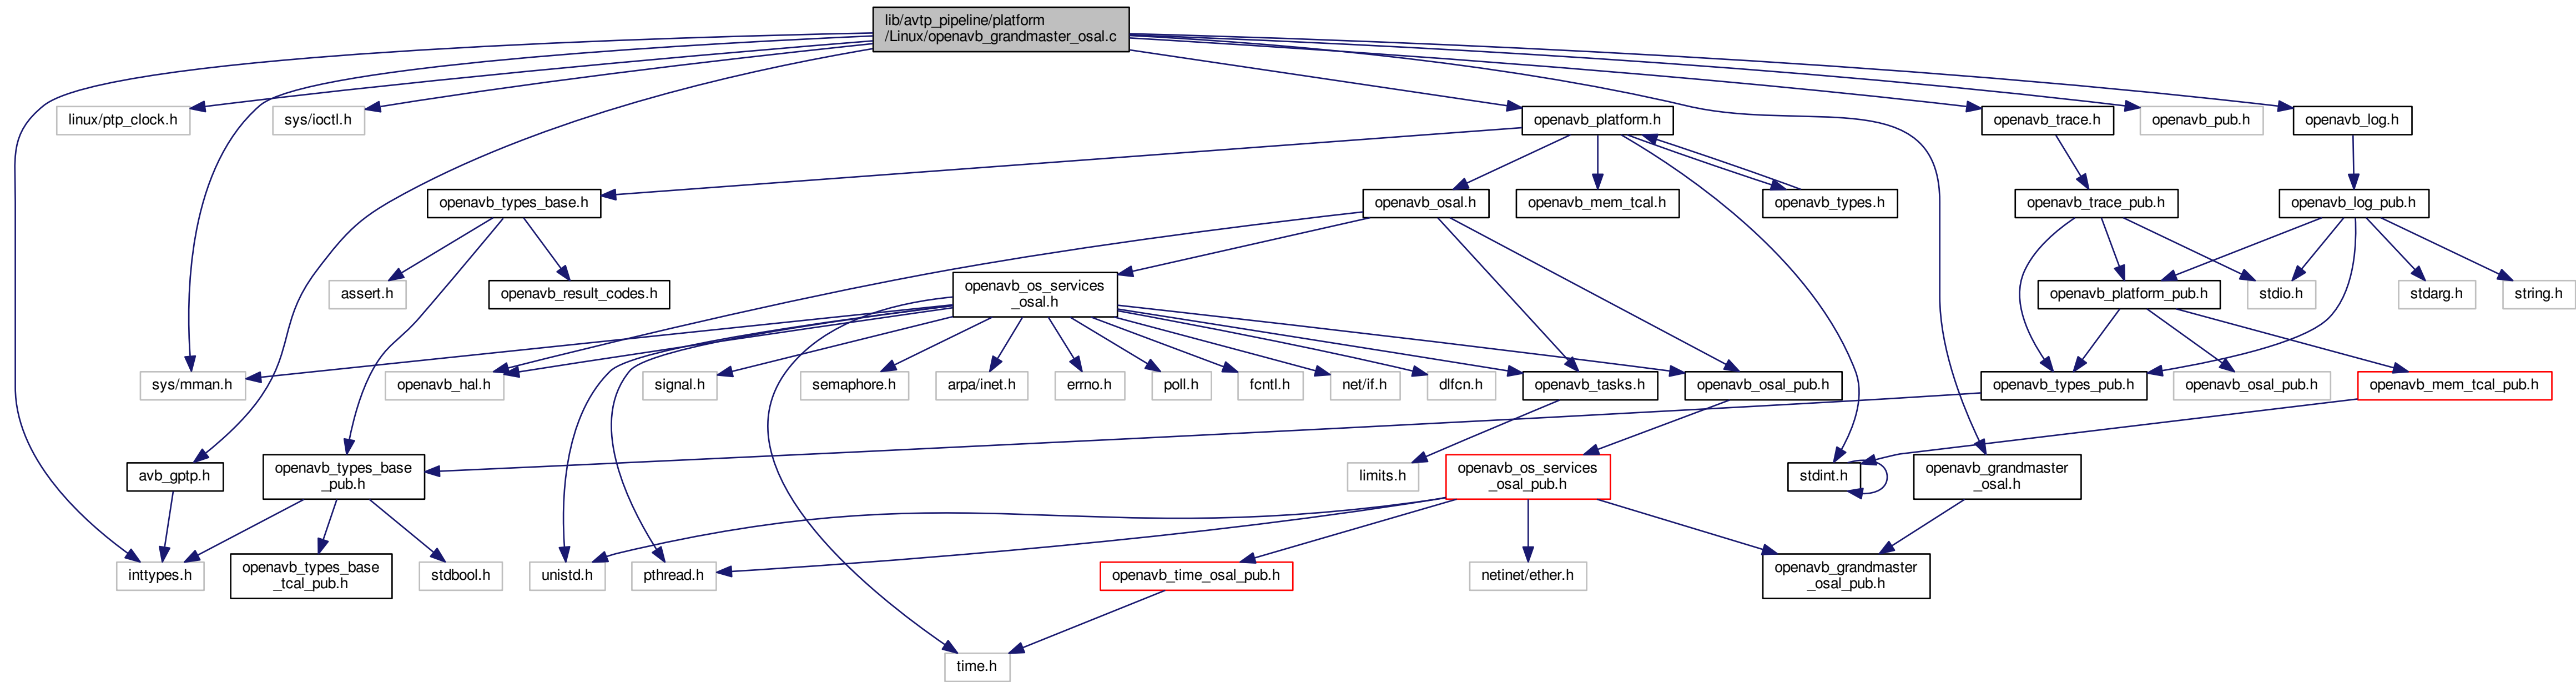 lib/avtp_pipeline/platform
/Linux/openavb_grandmaster_osal.c
linux/ptp_clock.h
sys/ioctl.h
openavb_platform.h
openavb_trace.h
openavb_pub.h
openavb_log.h
openavb_types_base.h
openavb_osal.h
openavb_mem_tcal.h
openavb_types.h
openavb_trace_pub.h
openavb_log_pub.h
assert.h
openavb_result_codes.h
openavb_os_services
_osal.h
openavb_platform_pub.h
stdio.h
stdarg.h
string.h
sys/mman.h
openavb_hal.h
signal.h
semaphore.h
arpa/inet.h
errno.h
poll.h
fcntl.h
net/if.h
dlfcn.h
openavb_tasks.h
openavb_osal_pub.h
openavb_types_pub.h
openavb_osal_pub.h
openavb_mem_tcal_pub.h
avb_gptp.h
openavb_types_base
_pub.h
limits.h
openavb_os_services
_osal_pub.h
stdint.h
openavb_grandmaster
_osal.h
inttypes.h
openavb_types_base
_tcal_pub.h
stdbool.h
unistd.h
pthread.h
openavb_time_osal_pub.h
netinet/ether.h
openavb_grandmaster
_osal_pub.h
time.h